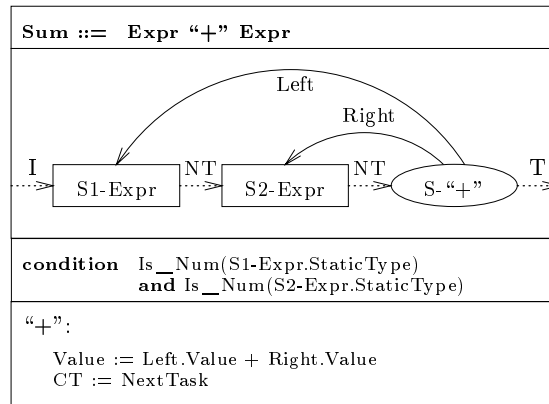 Sum ::= Expr “+” Expr
Left
Right
I
NT
NT
T
S1-Expr
S2-Expr
S-“+”
condition Is_Num(S1-Expr.StaticType)
and Is_Num(S2-Expr.StaticType)
“+”:
Value := Left.Value + Right.Value
CT := NextTask